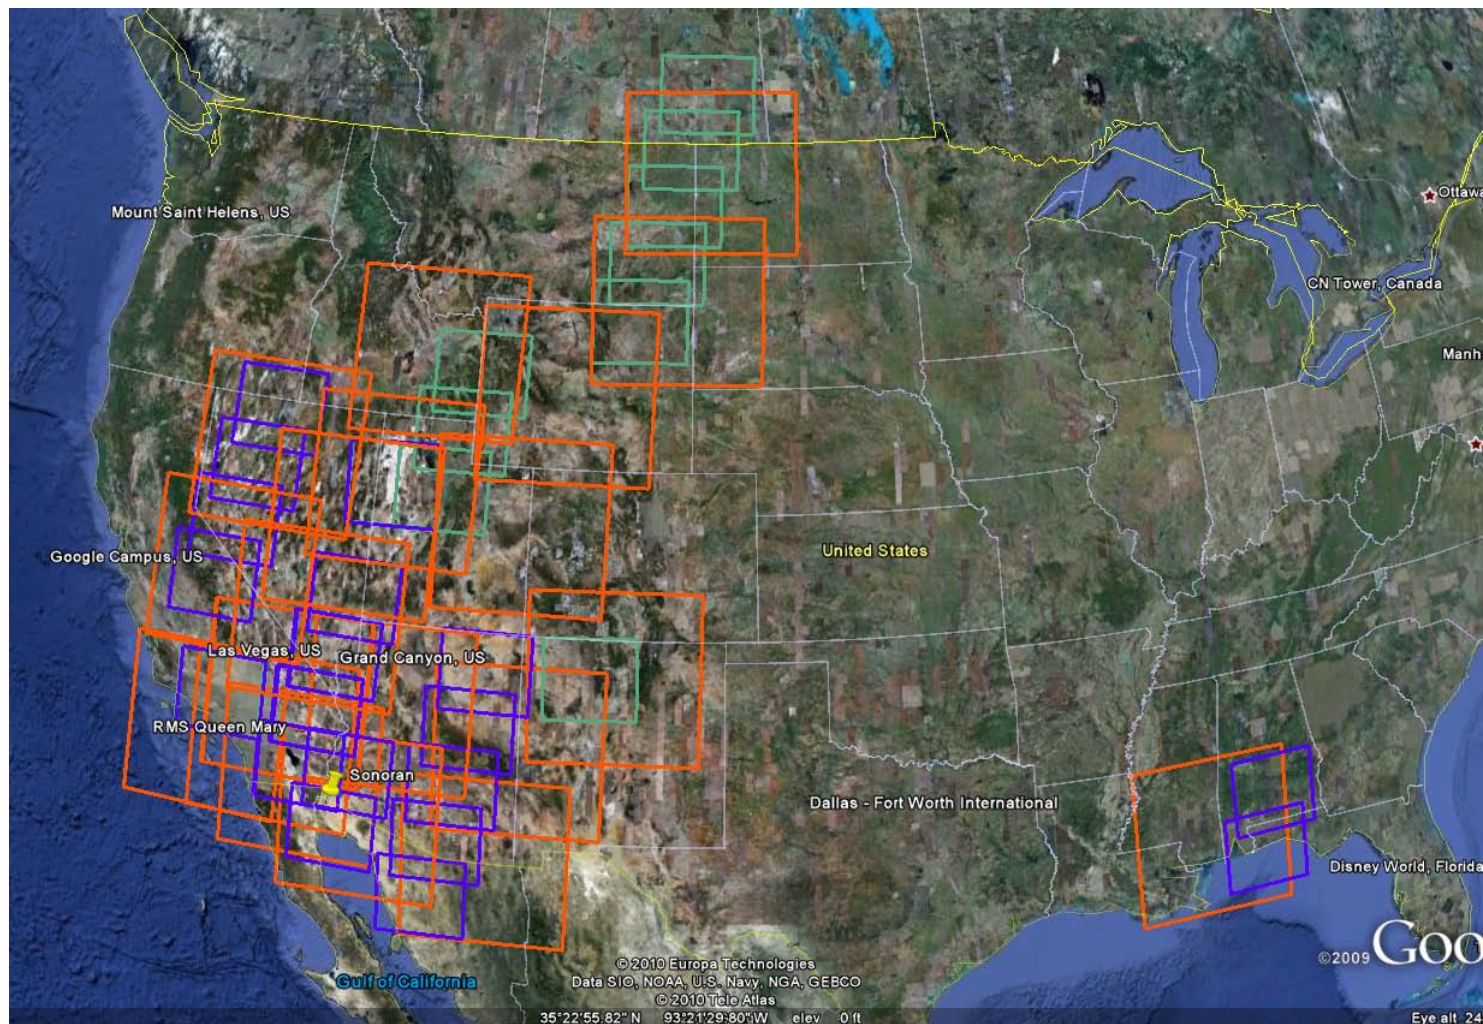 Ottawa
Mount Saint Helens, US
CN Tower, Canada
Manh
Google Campus, US
United States
Las Vegas, US
Grand Canyon, US
RMS Queen Mary
Sonoran
Dallas - Fort Worth International
Disney World, Florida
©2009 Goo
© 2010 Europa Technologies
Gulf of California
Data SIO, NOAA, U.S. Navy, NGA, GEBCO
© 2010 Tele Atlas
35°22'55.82" N 93°21'29.80" W elev 0 ft
Eye alt 24